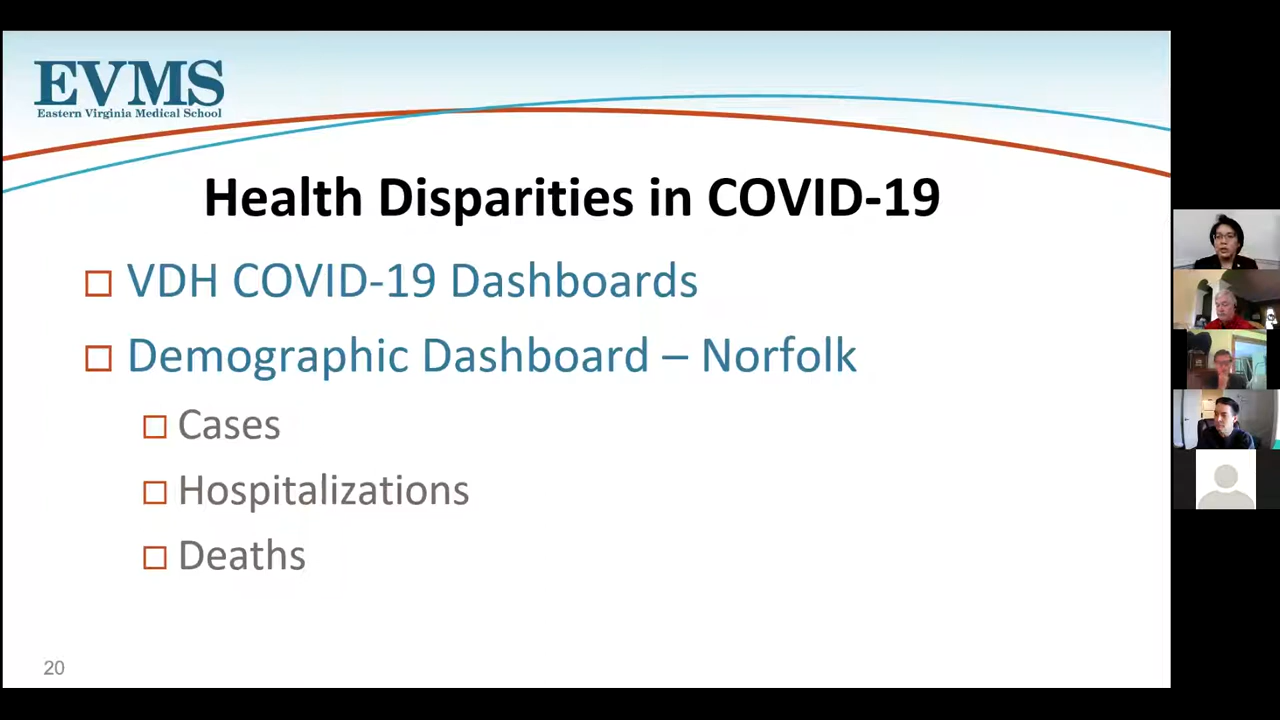 EVMS
Eastern Virginia Medical School
Health Disparities in COVID-19
VDH COVID-19 Dashboards
Demographic Dashboard – Norfolk
Cases
Hospitalizations
Deaths
20